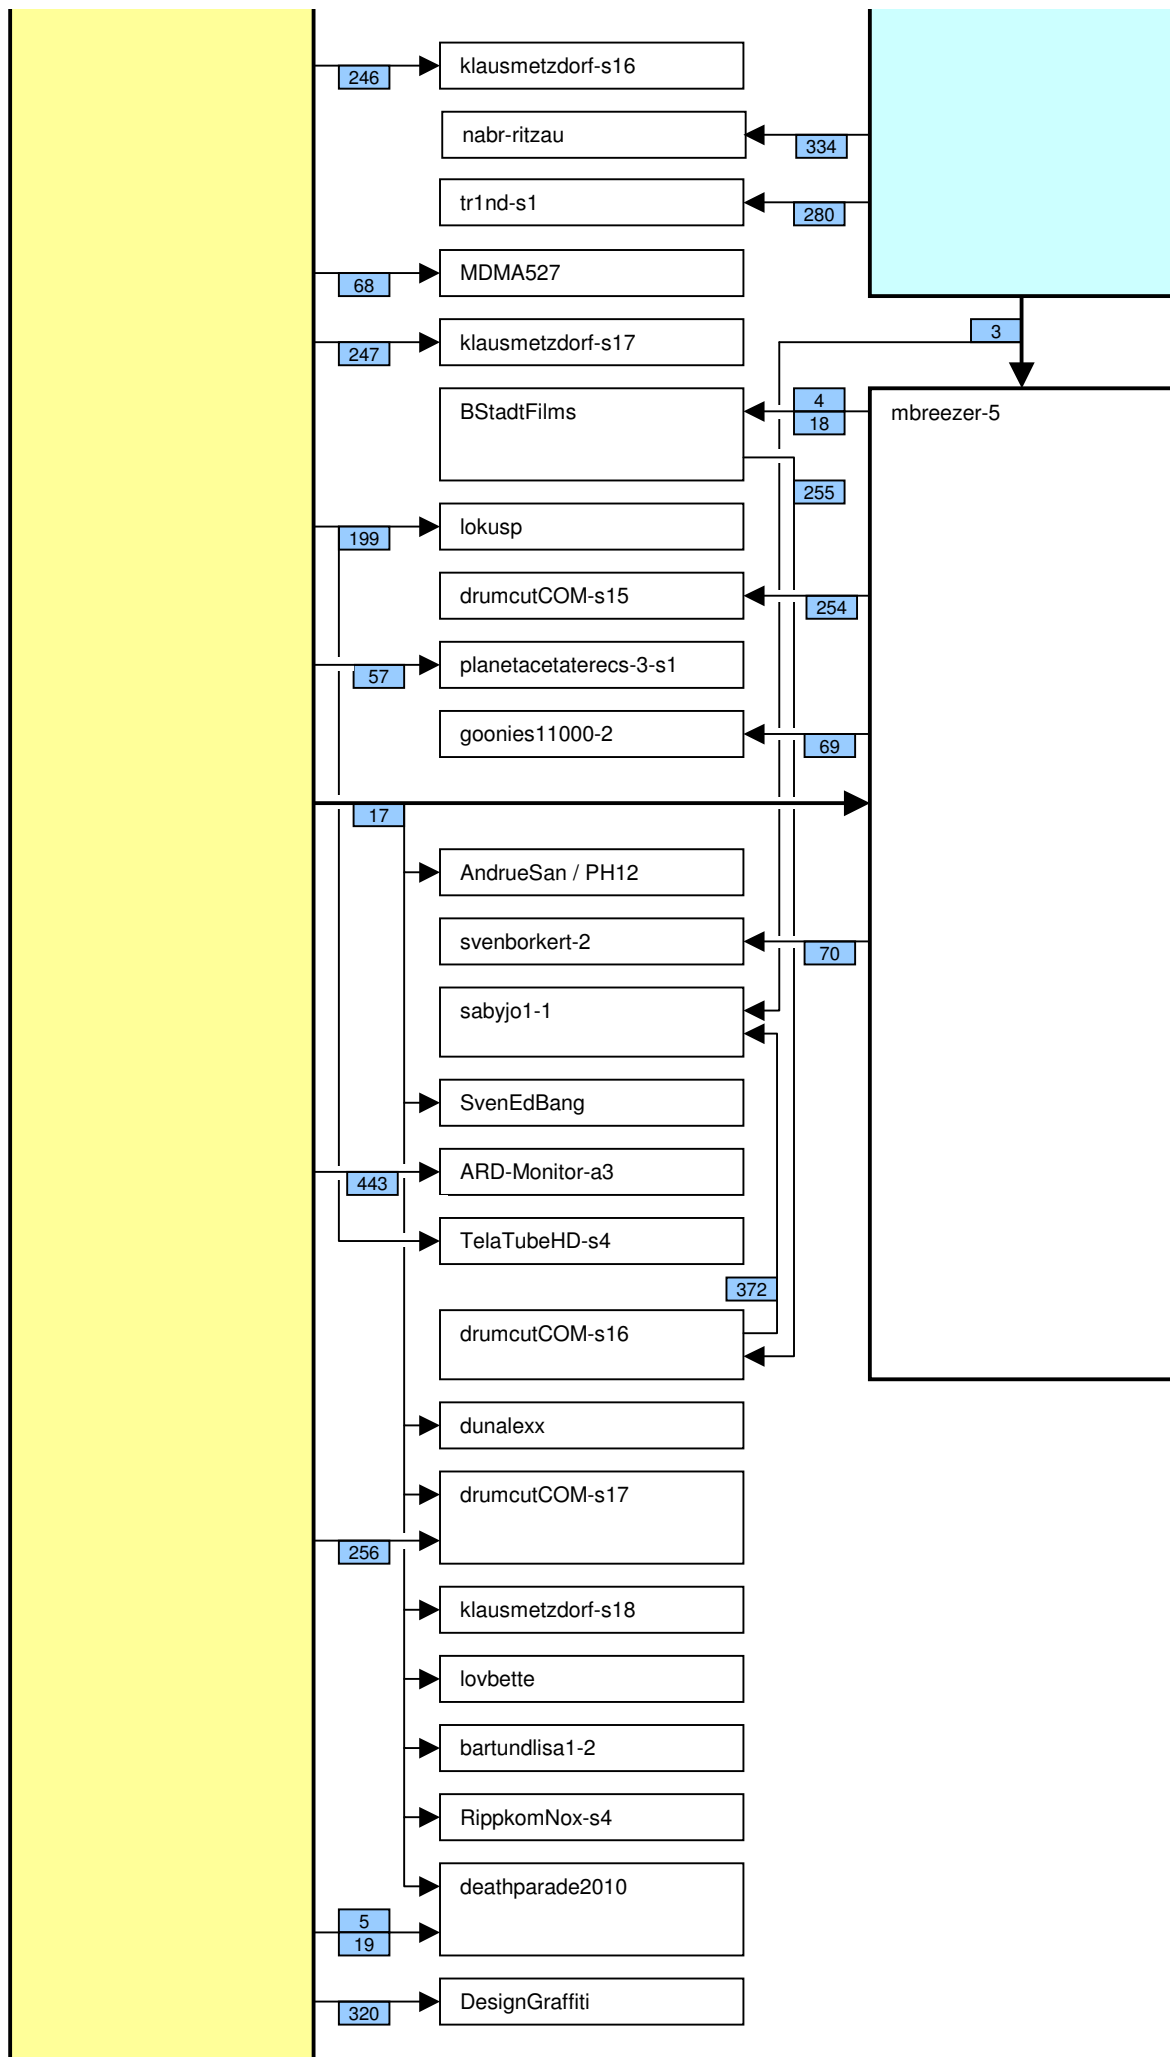 klausmetzdorf-s16
246
nabr-ritzau
334
tr1nd-s1
280
MDMA527
68
3
klausmetzdorf-s17
247
BStadtFilms
4
18
mbreezer-5
255
lokusp
199
drumcutCOM-s15
254
planetacetaterecs-3-s1
57
goonies11000-2
69
17
AndrueSan / PH12
svenborkert-2
70
sabyjo1-1
SvenEdBang
ARD-Monitor-a3
443
TelaTubeHD-s4
372
drumcutCOM-s16
dunalexx
drumcutCOM-s17
256
klausmetzdorf-s18
lovbette
bartundlisa1-2
RippkomNox-s4
deathparade2010
5
19
DesignGraffiti
320